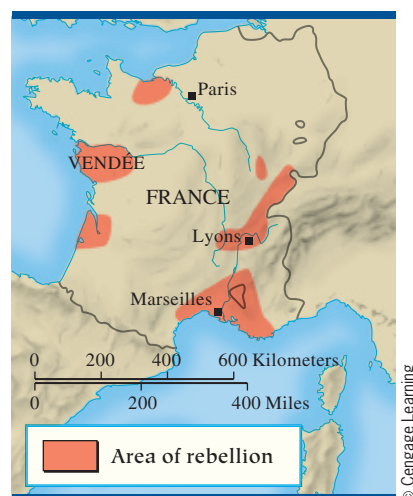 Paris
VENDÉE
FRANCE
Lyons
Marseilles
0 200 400 600 Kilometers
0 200 400 Miles
Area of rebellion
© Cengage Learning